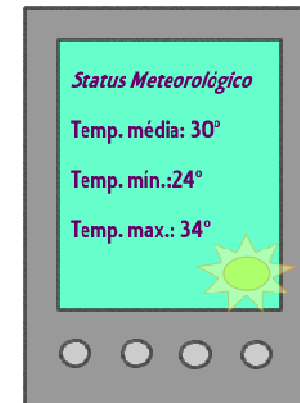 Status Meteorológico
Temp. média: 30°
Temp. mín.:24°
Temp. max.: 34°